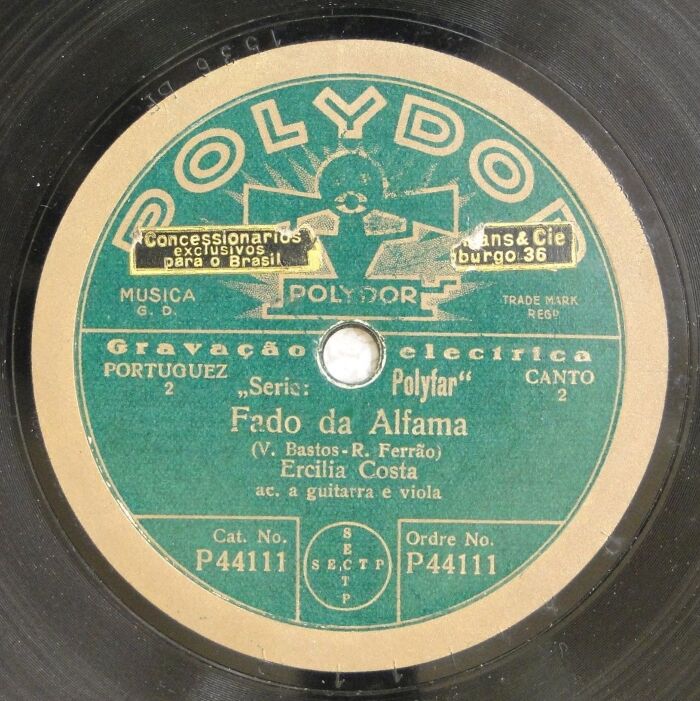 POLYDOR
Concessionarios
exclusivos
para o Brasil
ans & Cie
burgo 36
POLYDOR
MUSICA
G. D.
TRADE MARK
REGD
Gravação electrica
PORTUGUEZ
2
„Serie: Polyfar“
CANTO
2
Fado da Alfama
(V. Bastos - R. Ferrão)
Ercilia Costa
ac. a guitarra e viola
Cat. No.
P44111
SECTP
SECTP
Ordre No.
P44111